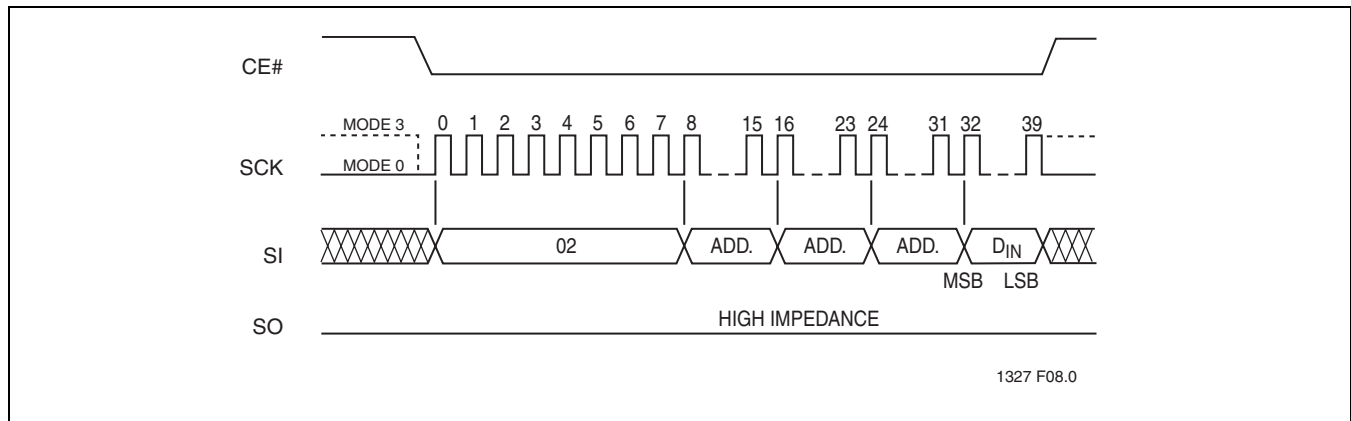 CE#
MODE 3 0 1 2 3 4 5 6 7 8 15 16 23 24 31 32 39
SCK MODE 0
SI 02 ADD. ADD. ADD. DIN
MSB LSB
SO HIGH IMPEDANCE
1327 F08.0